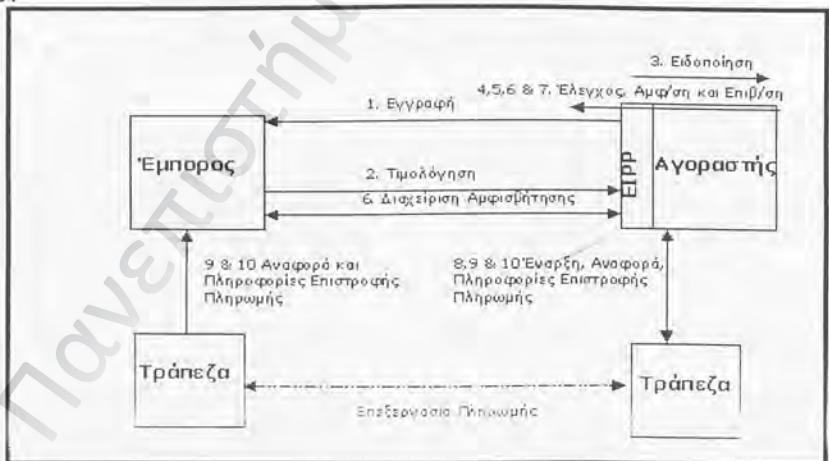 3. Ειδοποίηση
4,5,6 & 7. Έλεγχος, Αμφ/ση και Επιβ/ση
1. Εγγραφή
Έμπορος
EIPP
Αγοραστής
2. Τιμολόγηση
6. Διαχείριση Αμφισβήτησης
9 & 10 Αναφορά και
Πληροφορίες Επιστροφής
Πληρωμής
8,9 & 10 Έναρξη, Αναφορά,
Πληροφορίες Επιστροφής
Πληρωμής
Τράπεζα
Τράπεζα
Επεξεργασία Πληρωμής
Πανεπιστήμ